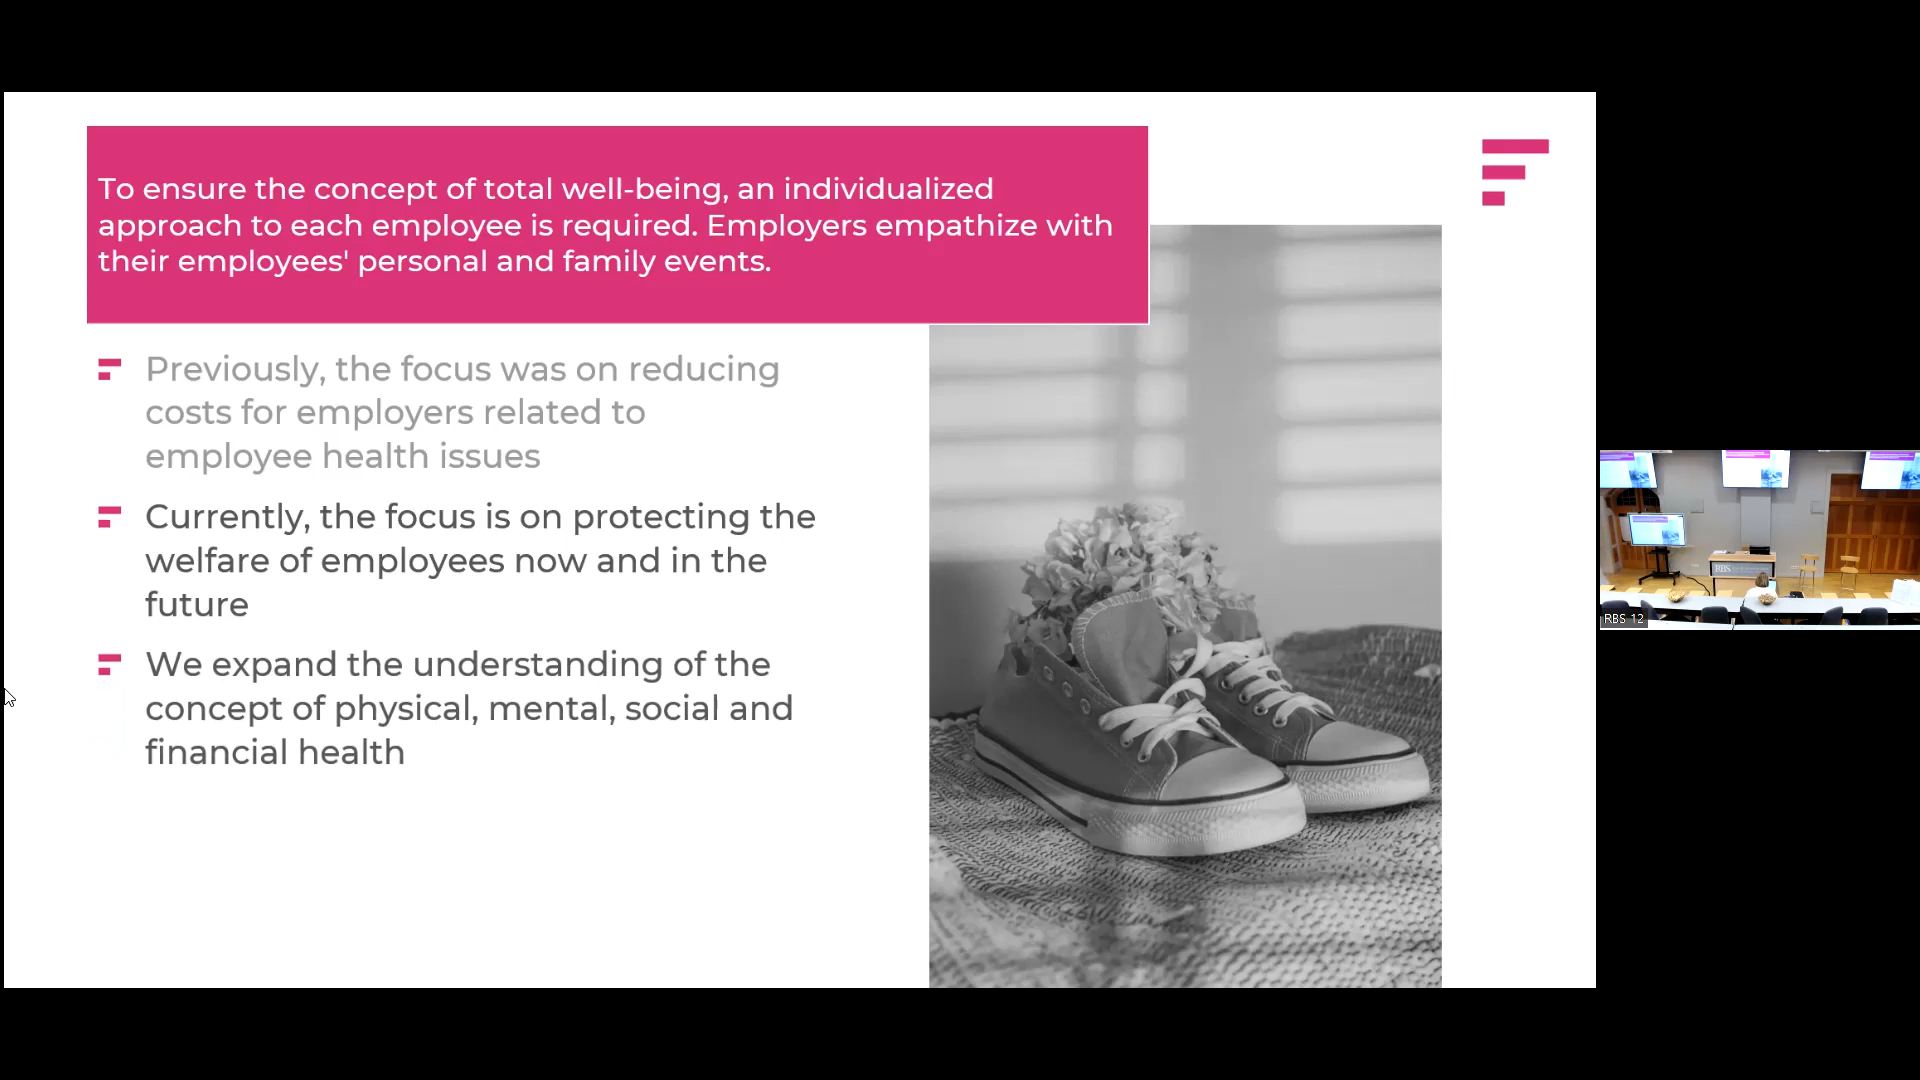 To ensure the concept of total well-being, an individualized
approach to each employee is required. Employers empathize with
their employees' personal and family events.
Previously, the focus was on reducing
costs for employers related to
employee health issues
Currently, the focus is on protecting the
welfare of employees now and in the
future
We expand the understanding of the
concept of physical, mental, social and
financial health
RBS
RBS 12